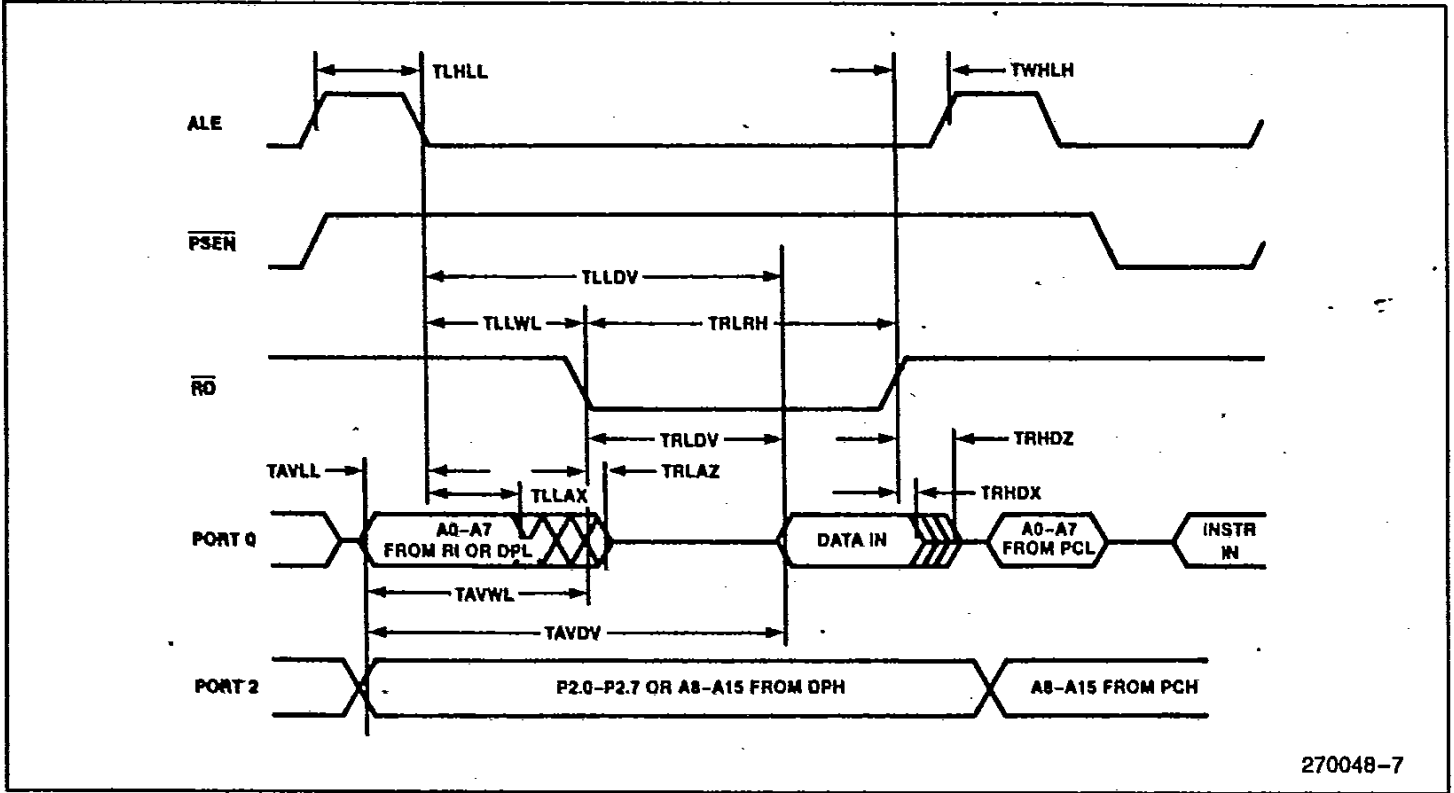 TLHLL
TWHLH
ALE
PSEN
TLLDV
TLLWL
TRLRH
RD
TRLDV
TRHDZ
TAVLL
TRLAZ
TLLAX
TRHDX
PORT 0
A0-A7
FROM RI OR DPL
DATA IN
A0-A7
FROM PCL
INSTR
IN
TAVWL
TAVDV
PORT 2
P2.0-P2.7 OR A8-A15 FROM DPH
A8-A15 FROM PCH
270048-7